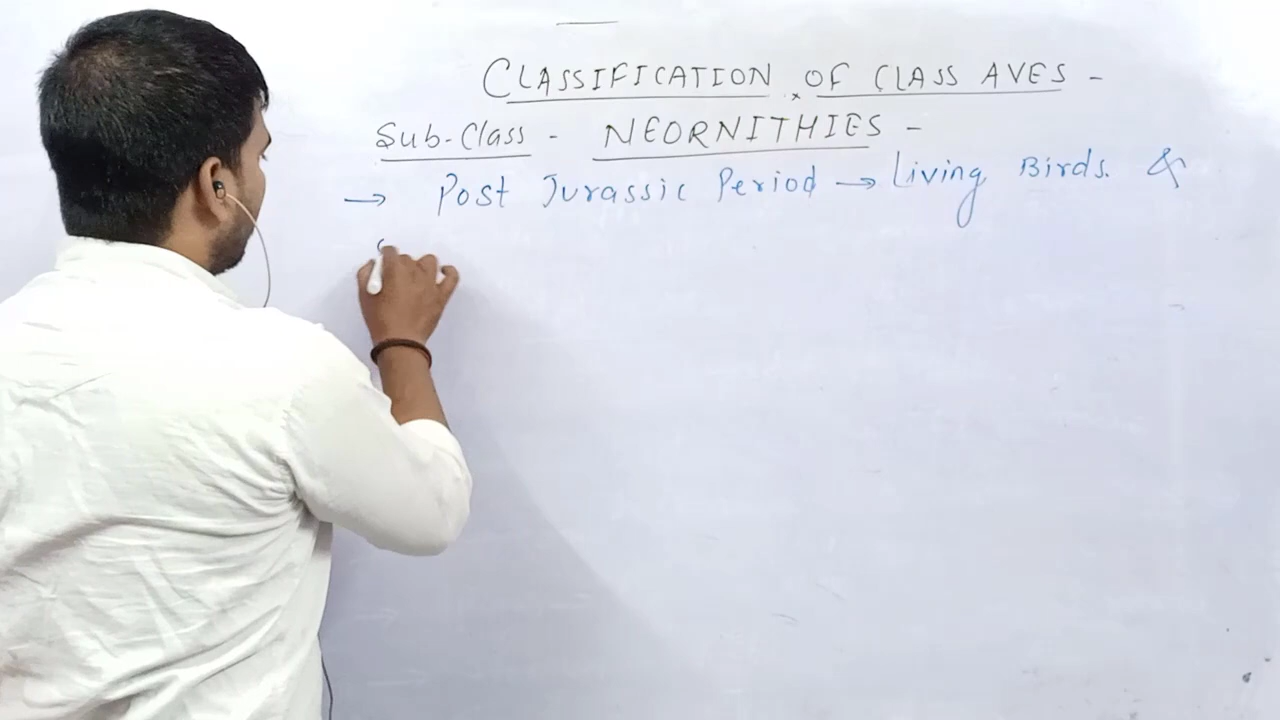 CLASSIFICATION OF CLASS AVES -
Sub-Class - NEORNITHIES -
→ Post Jurassic Period → Living Birds. &